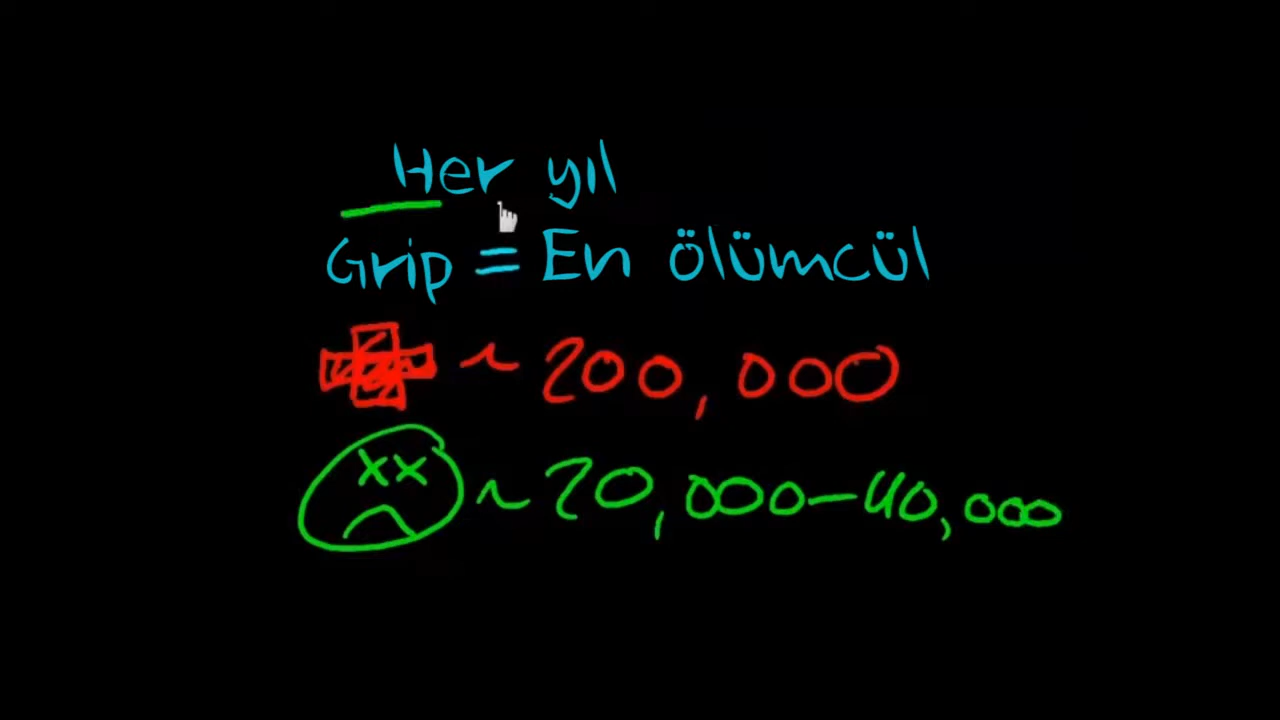 Her yıl
Grip = En ölümcül
~ 200,000
~ 20,000-40,000